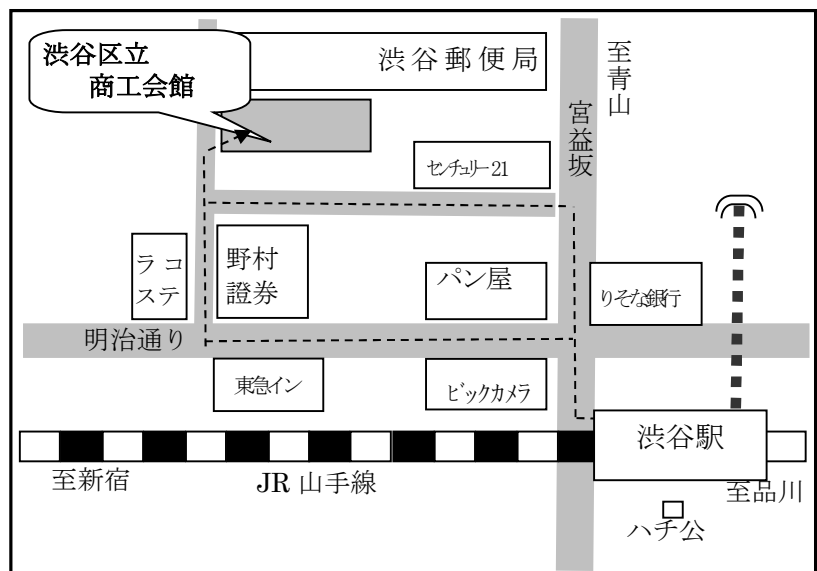 渋谷区立
商工会館
渋谷郵便局
至青山
宮益坂
センチュリー21
ラコ
ステ
野村
證券
パン屋
りそな銀行
明治通り
東急イン
ビックカメラ
渋谷駅
至新宿
JR 山手線
至品川
ハチ公